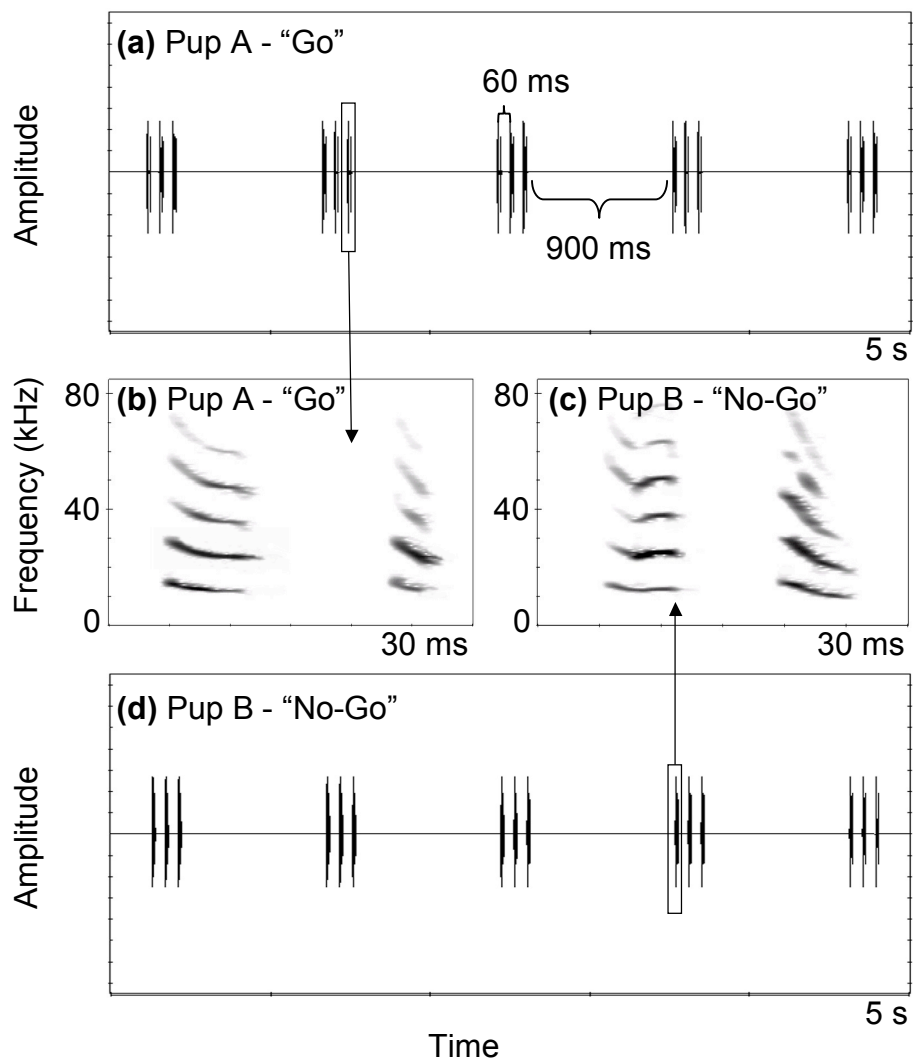 (a) Pup A - “Go”
60 ms
900 ms
Amplitude
5 s
Frequency (kHz)
80
40
0
(b) Pup A - “Go”
30 ms
80
40
0
(c) Pup B - “No-Go”
30 ms
(d) Pup B - “No-Go”
Amplitude
5 s
Time